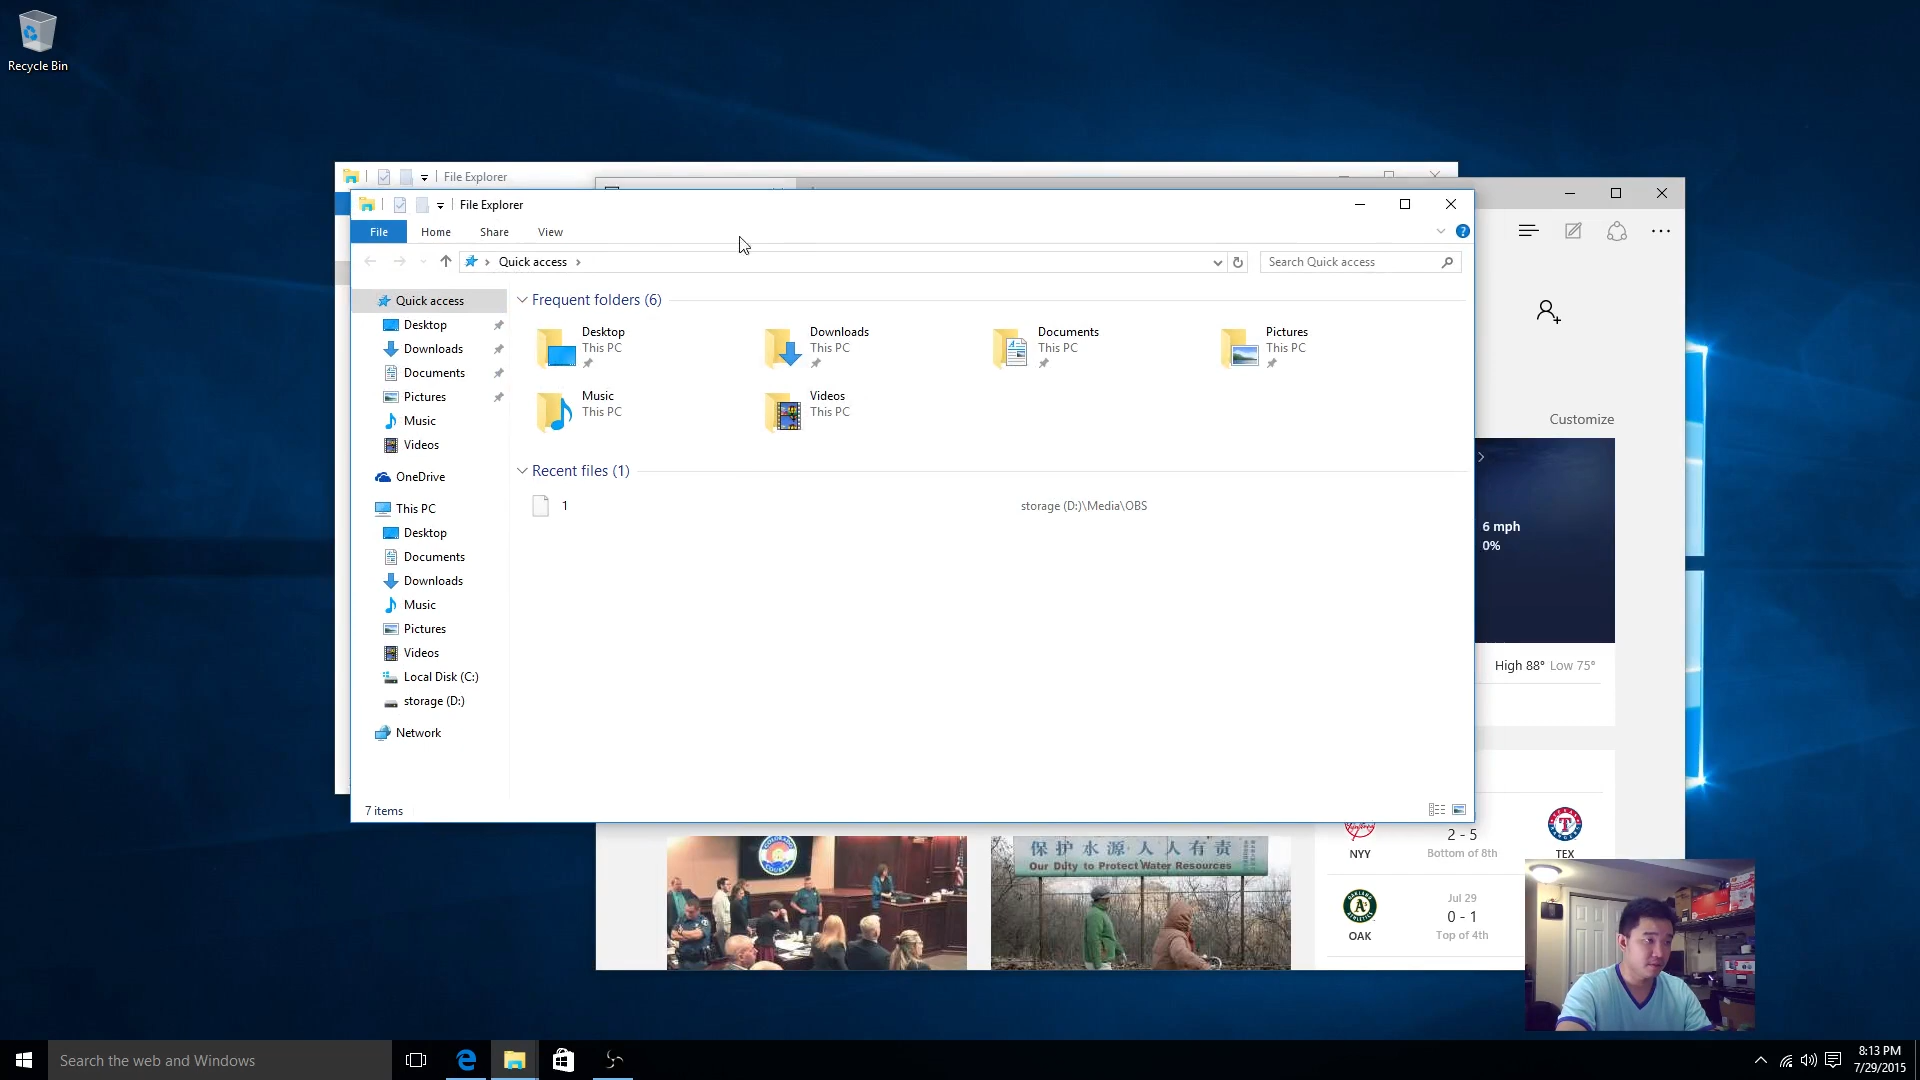 Recycle Bin
File Explorer
File Explorer
File
Home
Share
View
Quick access
Search Quick access
Quick access
Desktop
Downloads
Documents
Pictures
Music
Videos
OneDrive
This PC
Desktop
Documents
Downloads
Music
Pictures
Videos
Local Disk (C:)
storage (D:)
Network
Frequent folders (6)
Desktop
This PC
Downloads
This PC
Documents
This PC
Pictures
This PC
Music
This PC
Videos
This PC
Recent files (1)
1
storage (D:)\Media\OBS
7 items
Customize
6 mph
0%
High 88° Low 75°
2 - 5
NYY
Bottom of 8th
TEX
Jul 29
0 - 1
OAK
Top of 4th
保护水源·人人有责
Our Duty to Protect Water Resources
Search the web and Windows
8:13 PM
7/29/2015